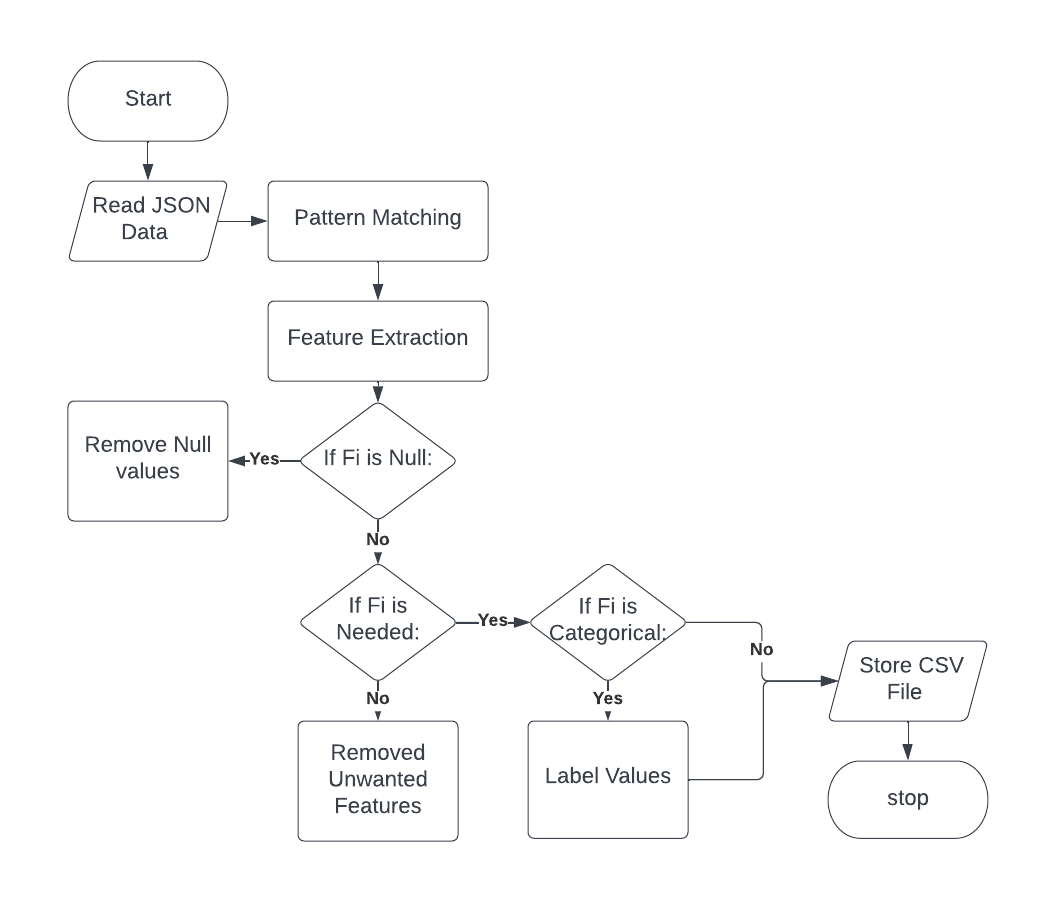 Start
Read JSON
Data
Pattern Matching
Feature Extraction
Remove Null
values
Yes
If Fi is Null:
No
If Fi is
Needed:
Yes
If Fi is
Categorical:
No
Store CSV
File
No
Yes
Removed
Unwanted
Features
Label Values
stop